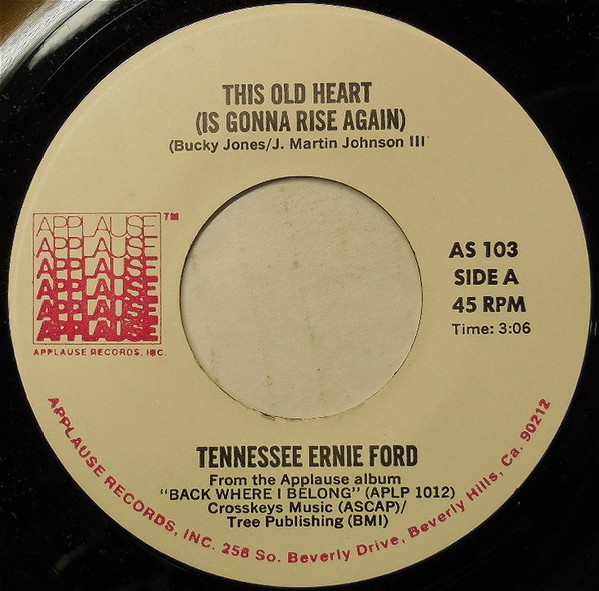 THIS OLD HEART
(IS GONNA RISE AGAIN)
(Bucky Jones/J. Martin Johnson III
APPLAUSE TM
APPLAUSE
APPLAUSE
APPLAUSE
APPLAUSE
APPLAUSE
APPLAUSE
APPLAUSE RECORDS, INC.
AS 103
SIDE A
45 RPM
Time: 3:06
TENNESSEE ERNIE FORD
From the Applause album
"BACK WHERE I BELONG" (APLP 1012)
Crosskeys Music (ASCAP)/
Tree Publishing (BMI)
APPLAUSE RECORDS, INC. 256 So. Beverly Drive, Beverly Hills, Ca. 90212